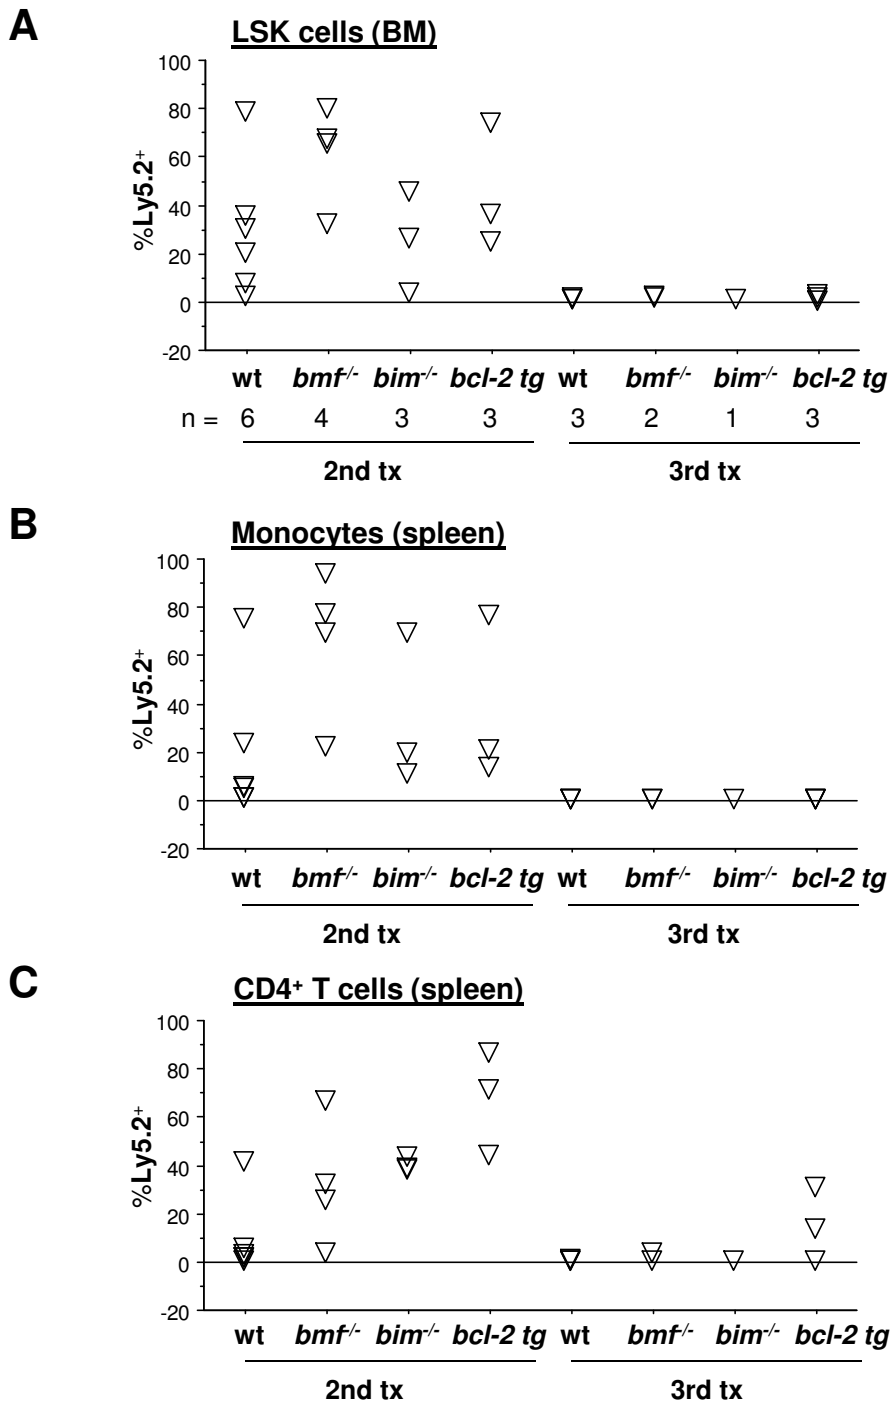 A
LSK cells (BM)
%Ly5.2+
100
80
60
40
20
0
-20
wt bmf-/- bim-/- bcl-2 tg wt bmf-/- bim-/- bcl-2 tg
n = 6 4 3 3 3 2 1 3
2nd tx 3rd tx
B
Monocytes (spleen)
%Ly5.2+
100
80
60
40
20
0
-20
wt bmf-/- bim-/- bcl-2 tg wt bmf-/- bim-/- bcl-2 tg
2nd tx 3rd tx
C
CD4+ T cells (spleen)
%Ly5.2+
100
80
60
40
20
0
-20
wt bmf-/- bim-/- bcl-2 tg wt bmf-/- bim-/- bcl-2 tg
2nd tx 3rd tx